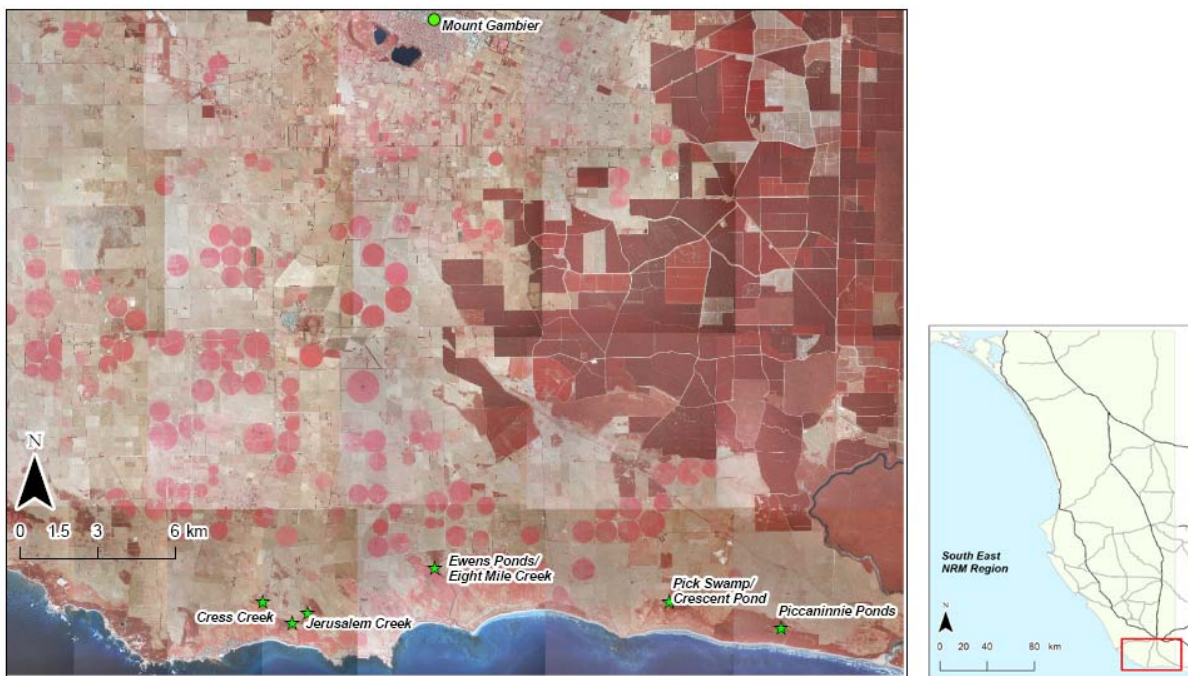 Mount Gambier
N
0 1.5 3 6 km
Ewens Ponds/
Eight Mile Creek
Cress Creek
Jerusalem Creek
Pick Swamp/
Crescent Pond
Piccaninnie Ponds
South East
NRM Region
N
0 20 40 80 km